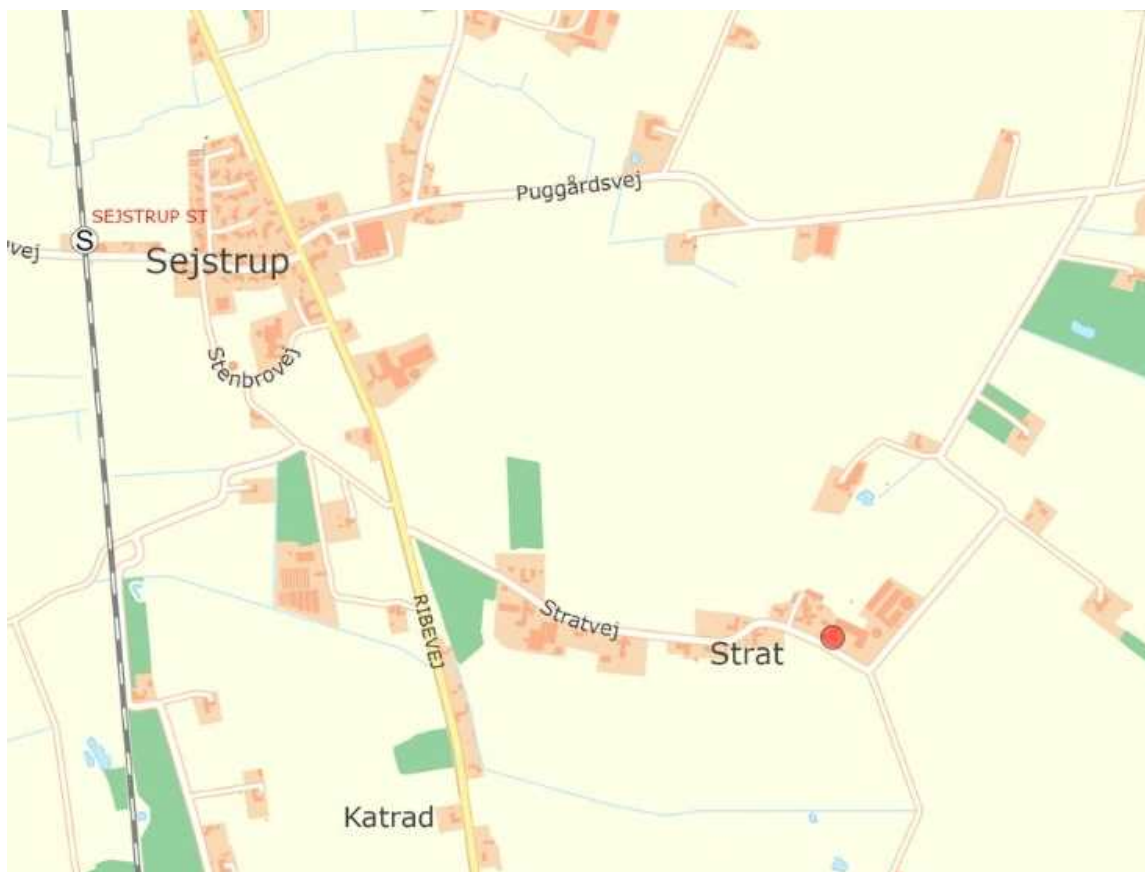 Puggårdsvej
SEJSTRUP ST
S
vej
Sejstrup
Stenbrovej
RIBEVEJ
Stratvej
Strat
Katrad